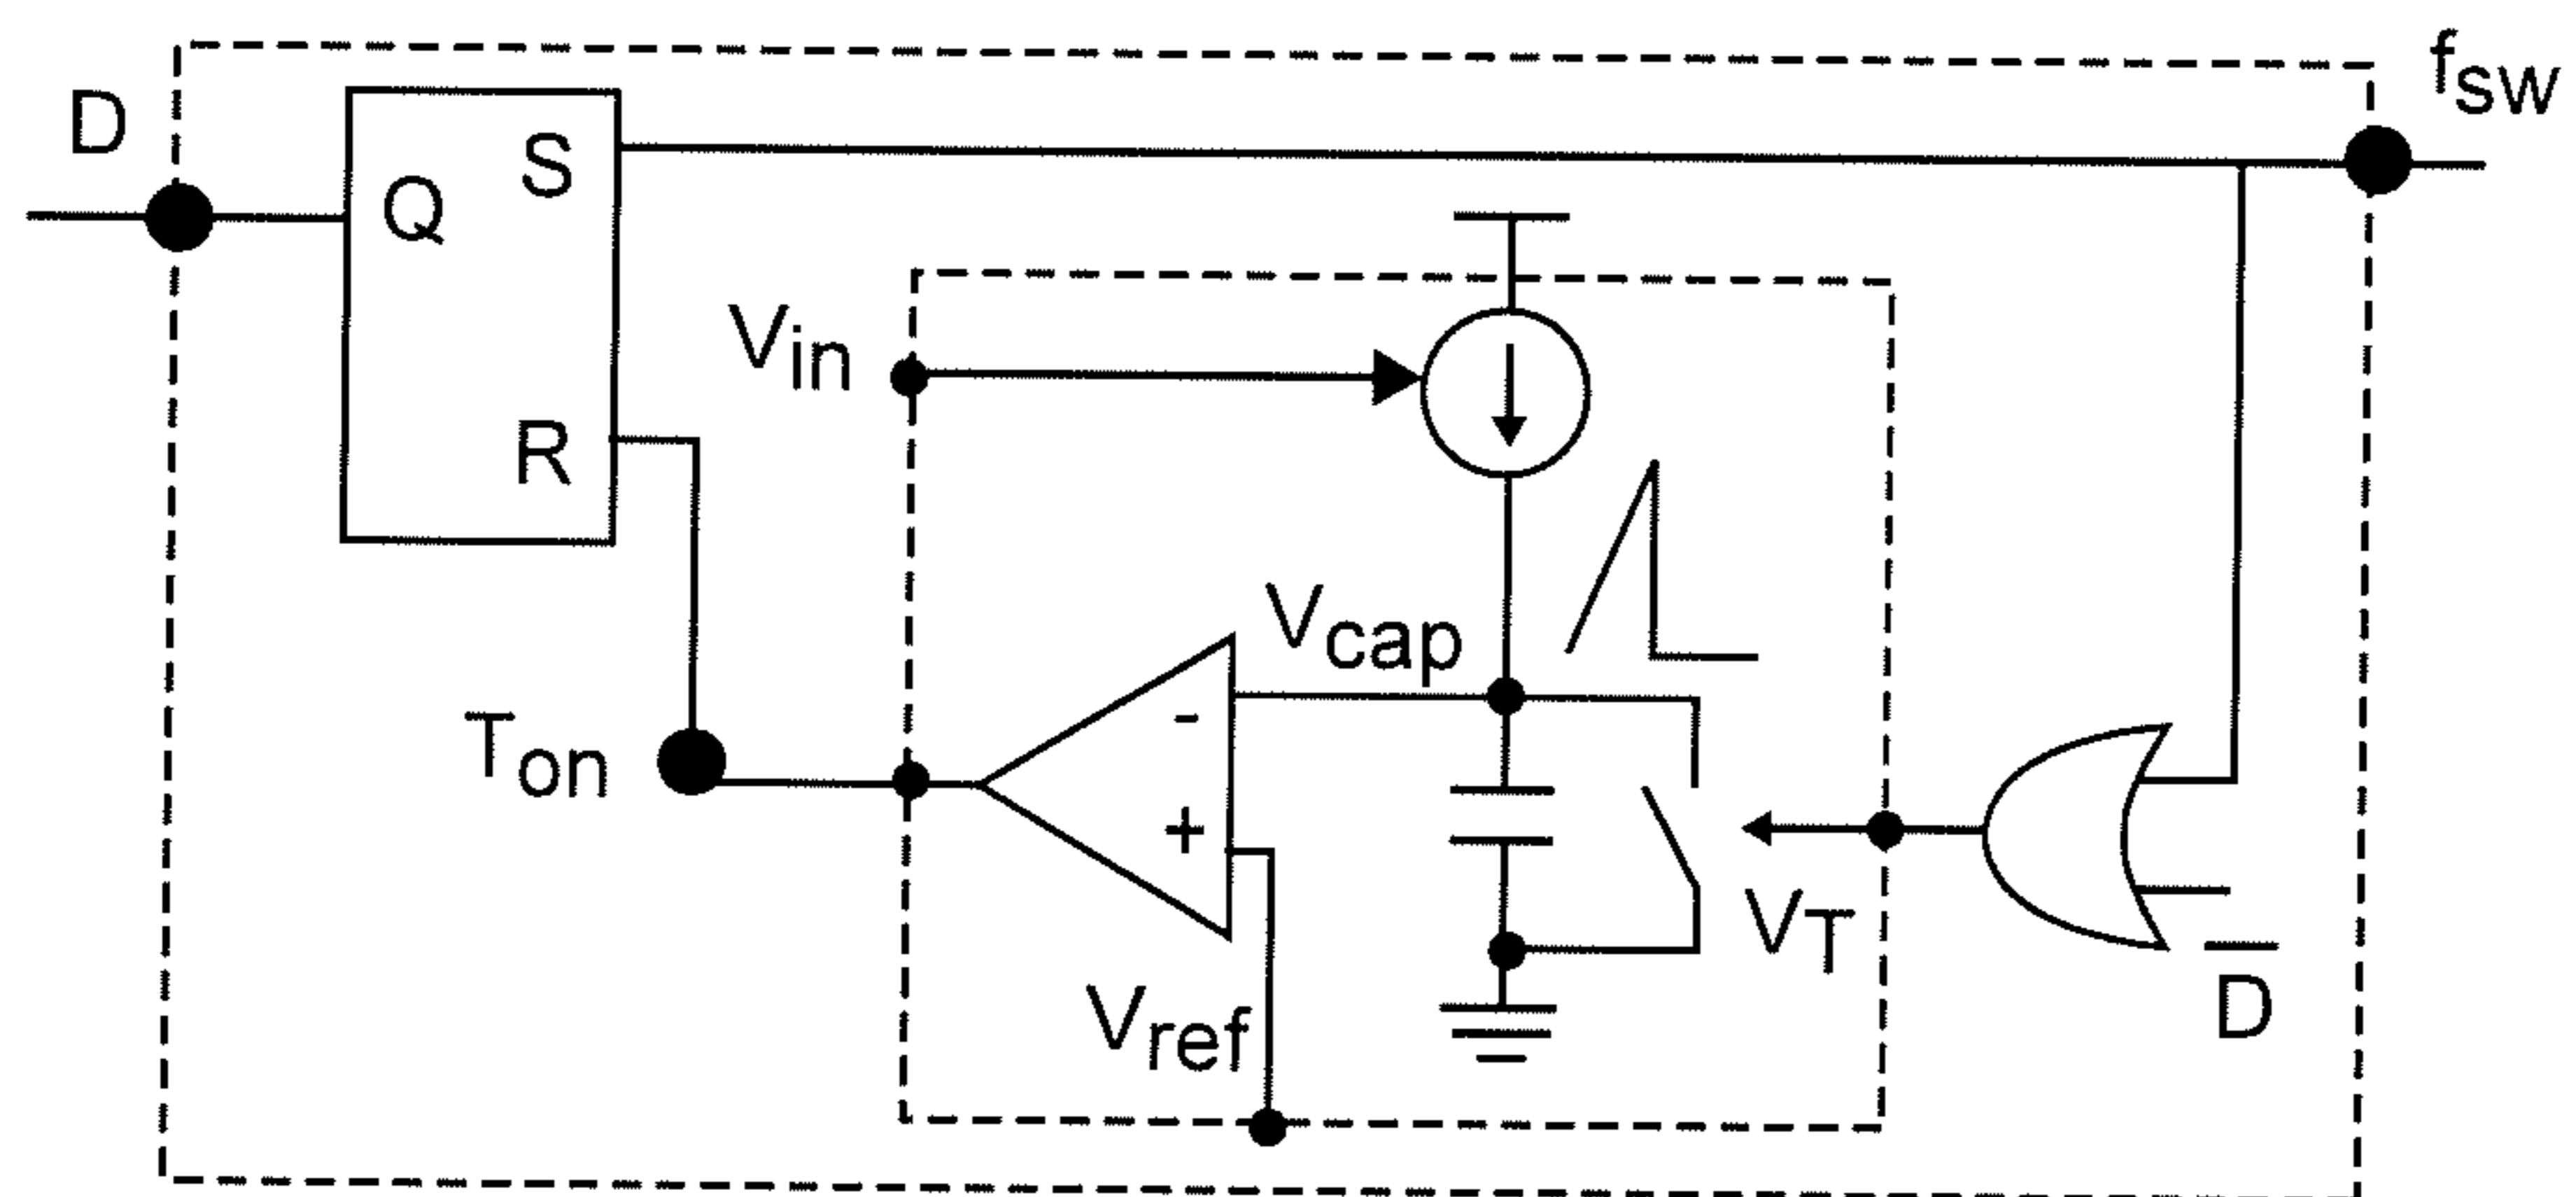 D
f_sw
Q
S
R
V_in
V_cap
T_on
-
+
V_ref
V_T
D̅